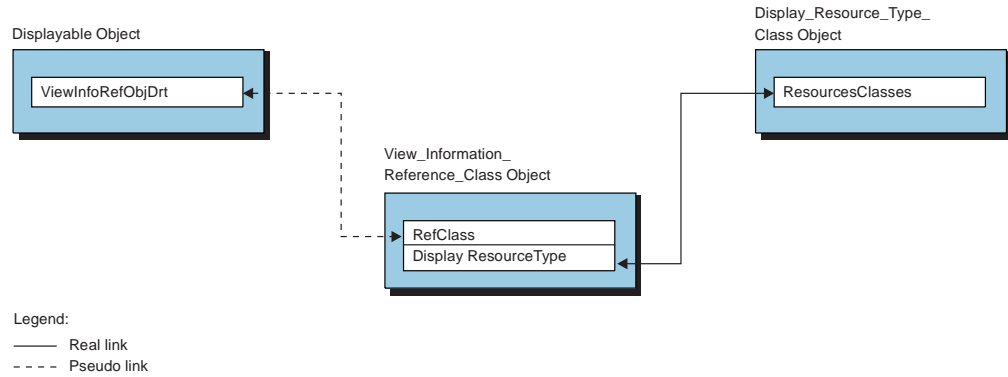 Displayable Object
ViewInfoRefObjDrt
Display_Resource_Type_
Class Object
ResourcesClasses
View_Information_
Reference_Class Object
RefClass
Display ResourceType
Legend:
Real link
Pseudo link